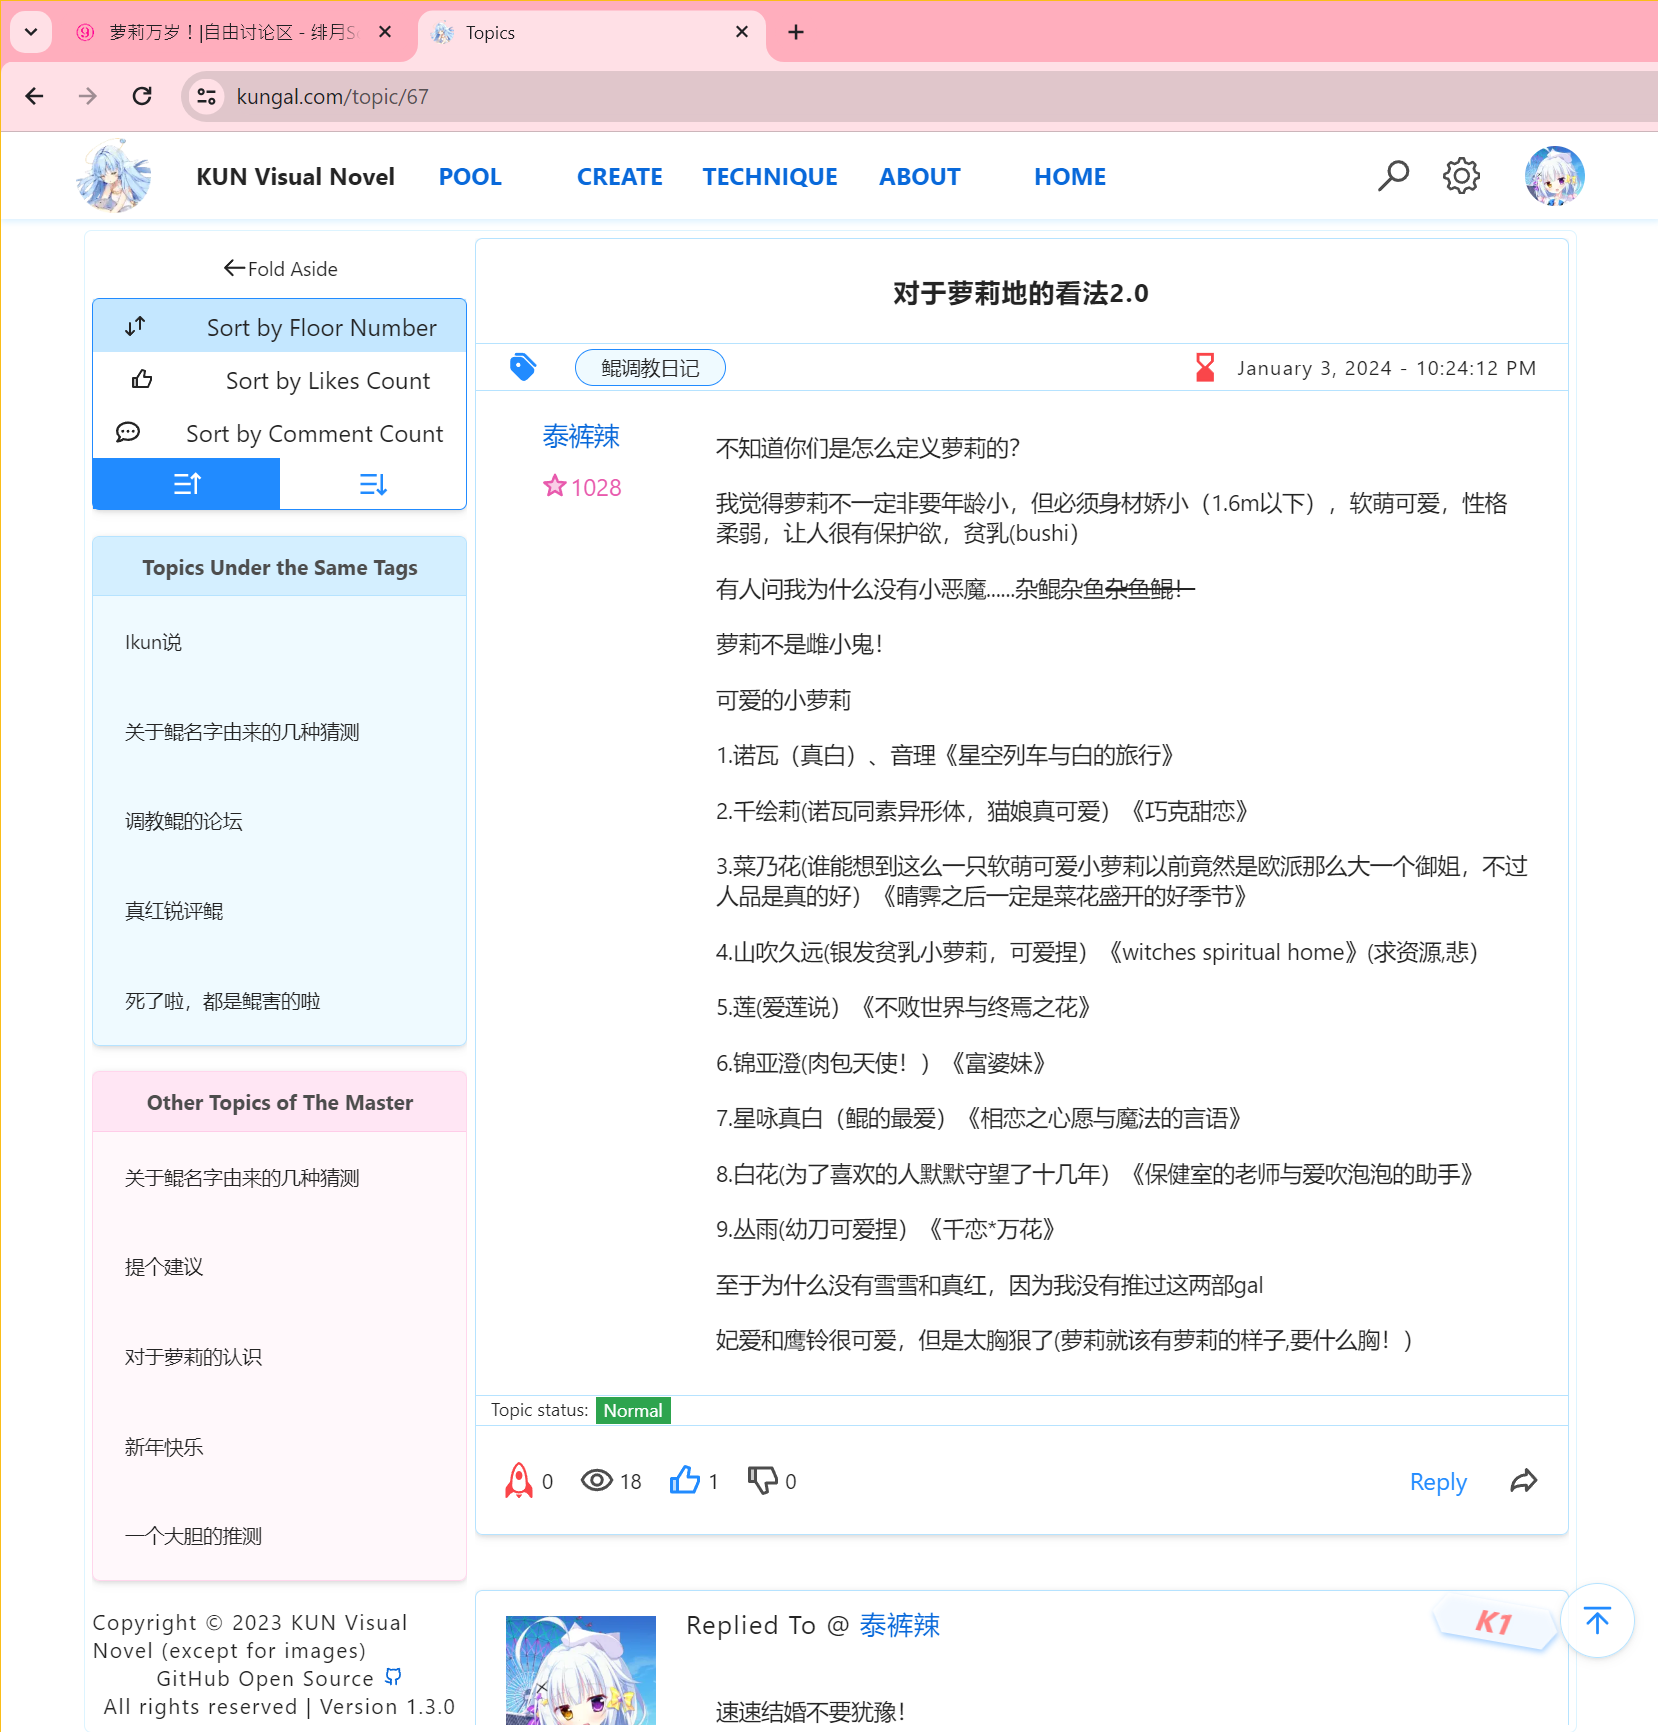 萝莉万岁！|自由讨论区 - 绯月Sc
Topics
kungal.com/topic/67
KUN Visual Novel
POOL
CREATE
TECHNIQUE
ABOUT
HOME
Fold Aside
Sort by Floor Number
Sort by Likes Count
Sort by Comment Count
Topics Under the Same Tags
Ikun说
关于鲲名字由来的几种猜测
调教鲲的论坛
真红锐评鲲
死了啦，都是鲲害的啦
Other Topics of The Master
关于鲲名字由来的几种猜测
提个建议
对于萝莉的认识
新年快乐
一个大胆的推测
Copyright © 2023 KUN Visual
Novel (except for images)
GitHub Open Source
All rights reserved | Version 1.3.0
对于萝莉地的看法2.0
鲲调教日记
January 3, 2024 - 10:24:12 PM
泰裤辣
1028
不知道你们是怎么定义萝莉的？
我觉得萝莉不一定非要年龄小，但必须身材娇小（1.6m以下），软萌可爱，性格
柔弱，让人很有保护欲，贫乳(bushi）
有人问我为什么没有小恶魔......杂鲲杂鱼杂鱼鲲！
萝莉不是雌小鬼！
可爱的小萝莉
1.诺瓦（真白）、音理《星空列车与白的旅行》
2.千绘莉(诺瓦同素异形体，猫娘真可爱）《巧克甜恋》
3.菜乃花(谁能想到这么一只软萌可爱小萝莉以前竟然是欧派那么大一个御姐，不过
人品是真的好）《晴霁之后一定是菜花盛开的好季节》
4.山吹久远(银发贫乳小萝莉，可爱捏）《witches spiritual home》(求资源,悲）
5.莲(爱莲说）《不败世界与终焉之花》
6.锦亚澄(肉包天使！）《富婆妹》
7.星咏真白（鲲的最爱）《相恋之心愿与魔法的言语》
8.白花(为了喜欢的人默默守望了十几年）《保健室的老师与爱吹泡泡的助手》
9.丛雨(幼刀可爱捏）《千恋*万花》
至于为什么没有雪雪和真红，因为我没有推过这两部gal
妃爱和鹰铃很可爱，但是太胸狠了(萝莉就该有萝莉的样子,要什么胸！)
Topic status: Normal
0
18
1
0
Reply
Replied To @ 泰裤辣
K1
速速结婚不要犹豫！